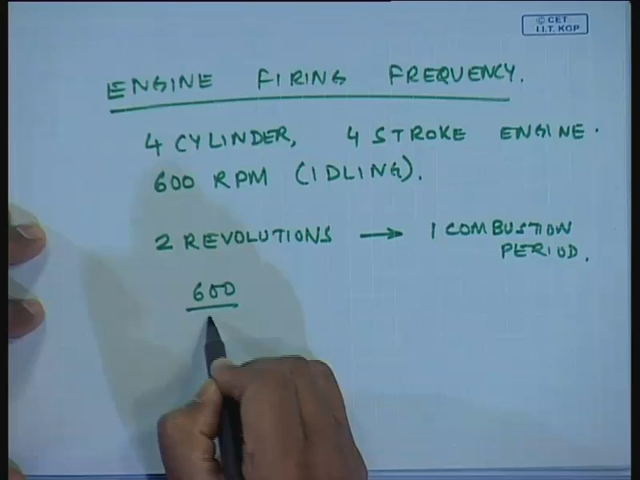 © CET
I.I.T. KGP
ENGINE FIRING FREQUENCY.
4 CYLINDER, 4 STROKE ENGINE.
600 RPM (IDLING).
2 REVOLUTIONS → 1 COMBUSTION
PERIOD.
600